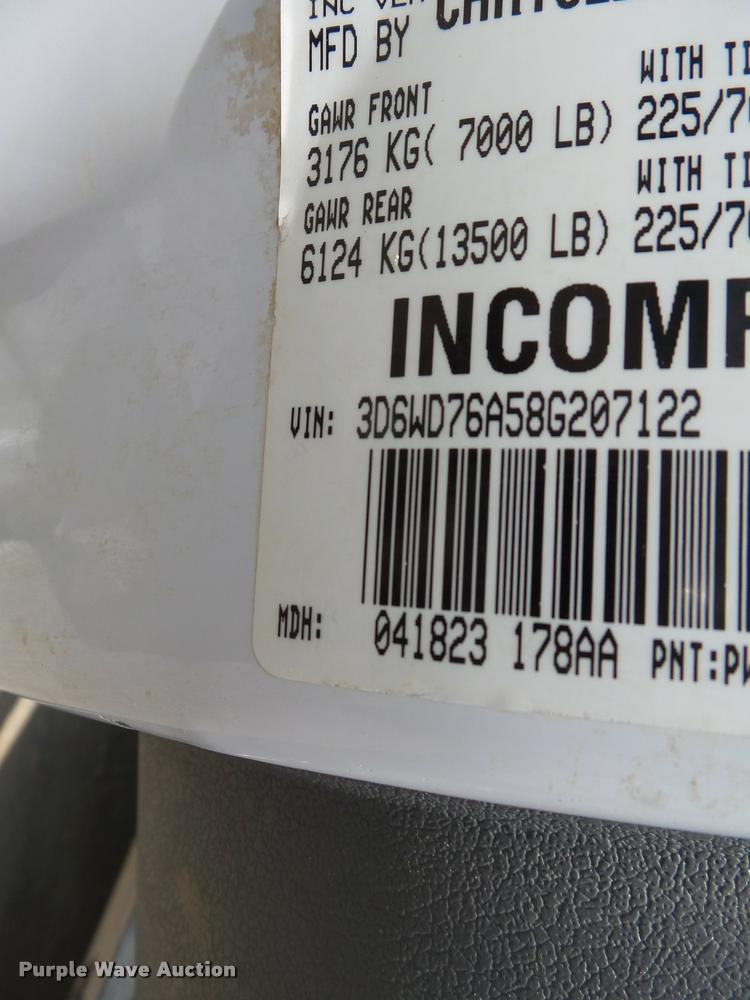 MFD BY
GAWR FRONT WITH
3176 KG( 7000 LB) 225/7
GAWR REAR WITH
6124 KG(13500 LB) 225/7
VIN: 3D6WD76A58G207122
MDH: 041823 178AA PNT:
Purple Wave Auction